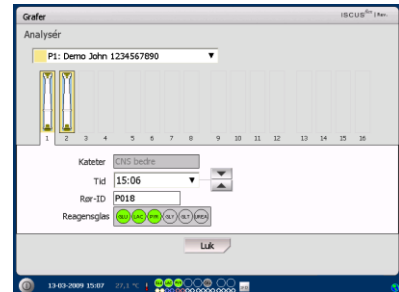 Grafer
ISCUS
Analysér
P1: Demo John 1234567890
1 2 3 4 5 6 7 8 9 10 11 12 13 14 15 16
Kateter CNS bedre
Tid 15:06
Rør-ID P018
Reagensglas GLU LAC PYR GLY GLT UREA
Luk
13-03-2009 15:07 27,1 °C